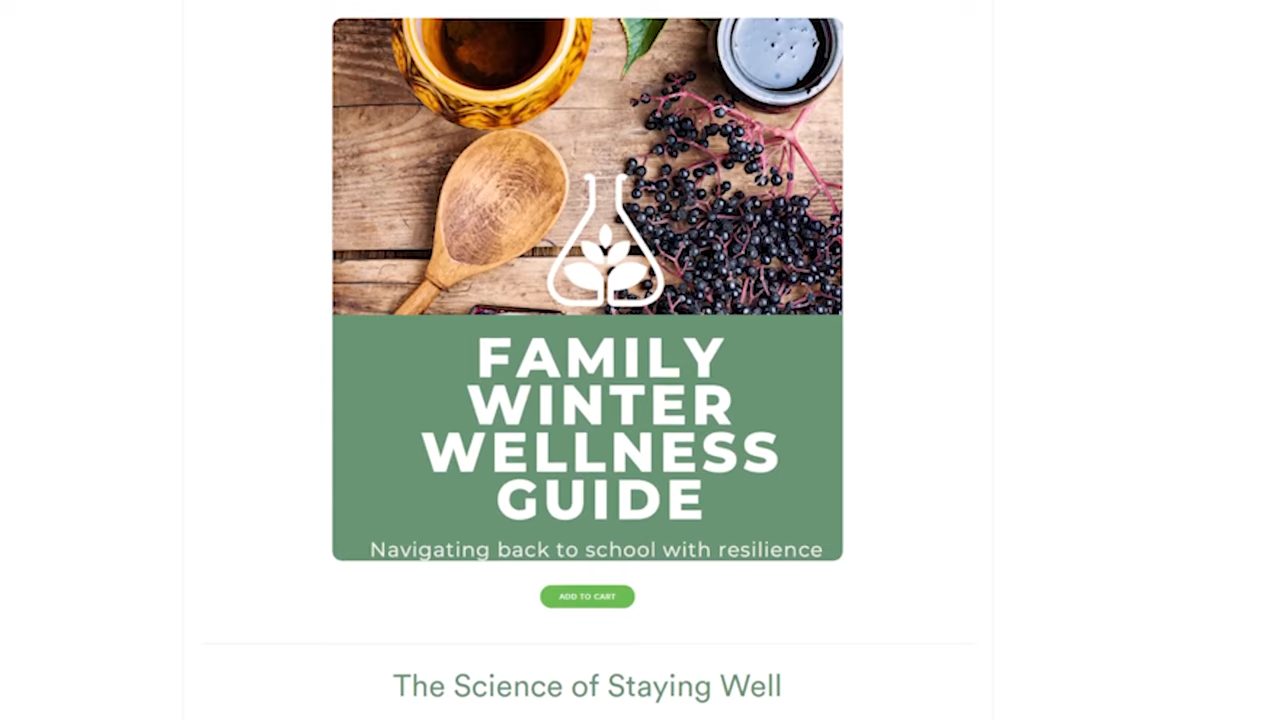 FAMILY
WINTER
WELLNESS
GUIDE
Navigating back to school with resilience
ADD TO CART
The Science of Staying Well